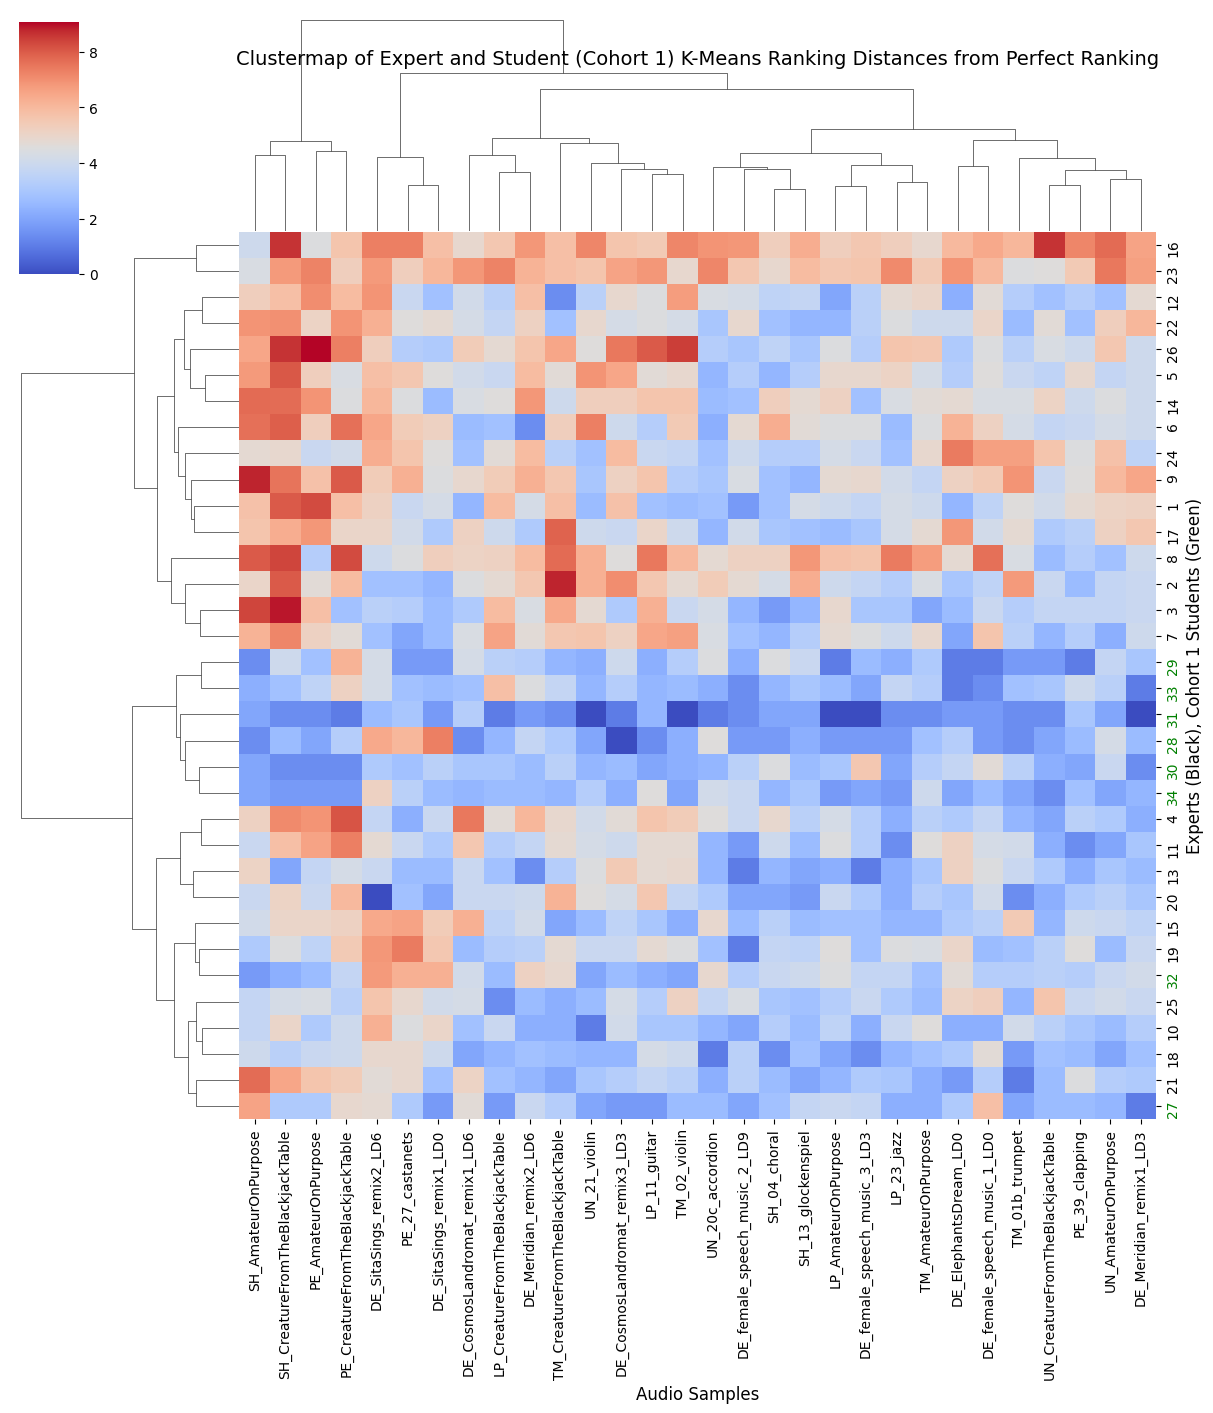 Clustermap of Expert and Student (Cohort 1) K-Means Ranking Distances from Perfect Ranking
8
6
4
2
0
16
23
12
22
26
5
14
6
24
9
1
17
8
2
3
7
29
33
31
28
30
34
4
11
13
20
15
19
32
25
10
18
21
27
Experts (Black), Cohort 1 Students (Green)
SH_AmateurOnPurpose
SH_CreatureFromTheBlackjackTable
PE_AmateurOnPurpose
PE_CreatureFromTheBlackjackTable
DE_SitaSings_remix2_LD6
PE_27_castanets
DE_SitaSings_remix1_LD0
DE_CosmosLandromat_remix1_LD6
LP_CreatureFromTheBlackjackTable
DE_Meridian_remix2_LD6
TM_CreatureFromTheBlackjackTable
UN_21_violin
DE_CosmosLandromat_remix3_LD3
LP_11_guitar
TM_02_violin
UN_20c_accordion
DE_female_speech_music_2_LD9
SH_04_choral
SH_13_glockenspiel
LP_AmateurOnPurpose
DE_female_speech_music_3_LD3
LP_23_jazz
TM_AmateurOnPurpose
DE_ElephantsDream_LD0
DE_female_speech_music_1_LD0
TM_01b_trumpet
UN_CreatureFromTheBlackjackTable
PE_39_clapping
UN_AmateurOnPurpose
DE_Meridian_remix1_LD3
Audio Samples